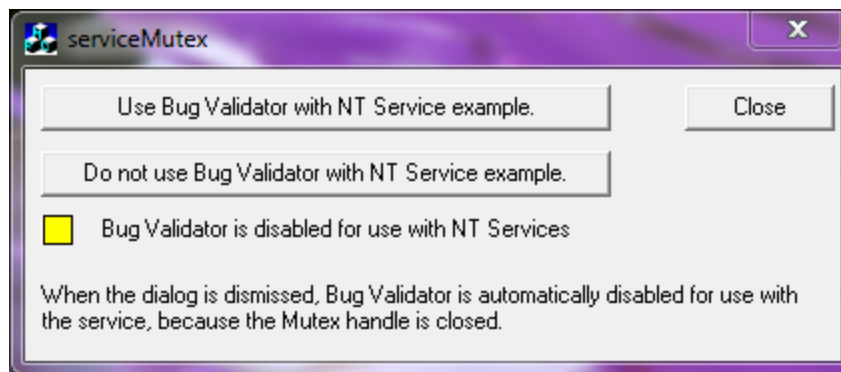 serviceMutex
Use Bug Validator with NT Service example.
Close
Do not use Bug Validator with NT Service example.
Bug Validator is disabled for use with NT Services
When the dialog is dismissed, Bug Validator is automatically disabled for use with
the service, because the Mutex handle is closed.